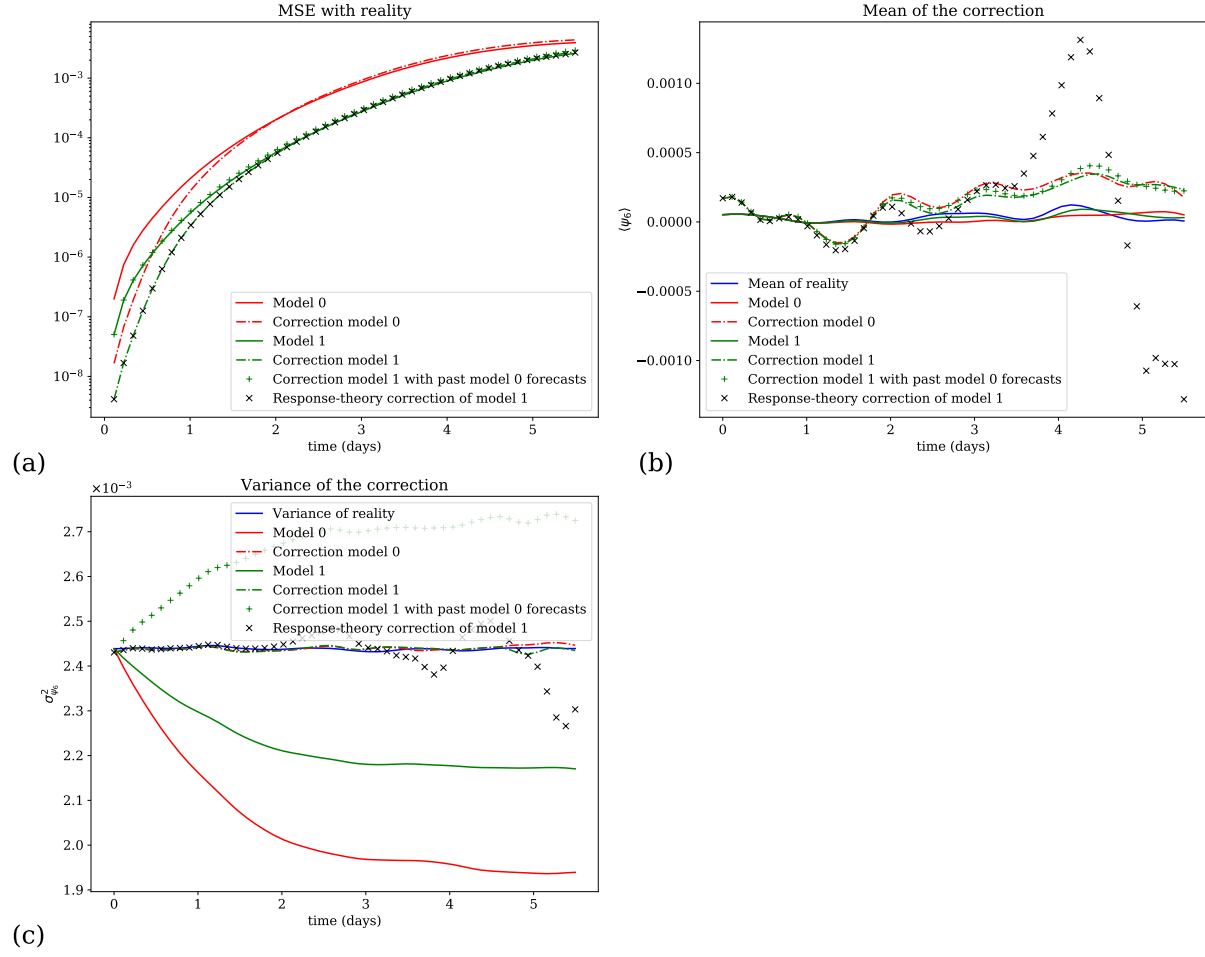 MSE with reality
10⁻³
10⁻⁴
10⁻⁵
10⁻⁶
10⁻⁷
10⁻⁸
Model 0
Correction model 0
Model 1
Correction model 1
Correction model 1 with past model 0 forecasts
Response-theory correction of model 1
0 1 2 3 4 5
time (days)
(a)
Mean of the correction
⟨ψ₆⟩
0.0010
0.0005
0.0000
−0.0005
−0.0010
Mean of reality
Model 0
Correction model 0
Model 1
Correction model 1
Correction model 1 with past model 0 forecasts
Response-theory correction of model 1
0 1 2 3 4 5
time (days)
(b)
Variance of the correction
×10⁻³
σ²ψ₆
2.7
2.6
2.5
2.4
2.3
2.2
2.1
2.0
1.9
Variance of reality
Model 0
Correction model 0
Model 1
Correction model 1
Correction model 1 with past model 0 forecasts
Response-theory correction of model 1
0 1 2 3 4 5
time (days)
(c)